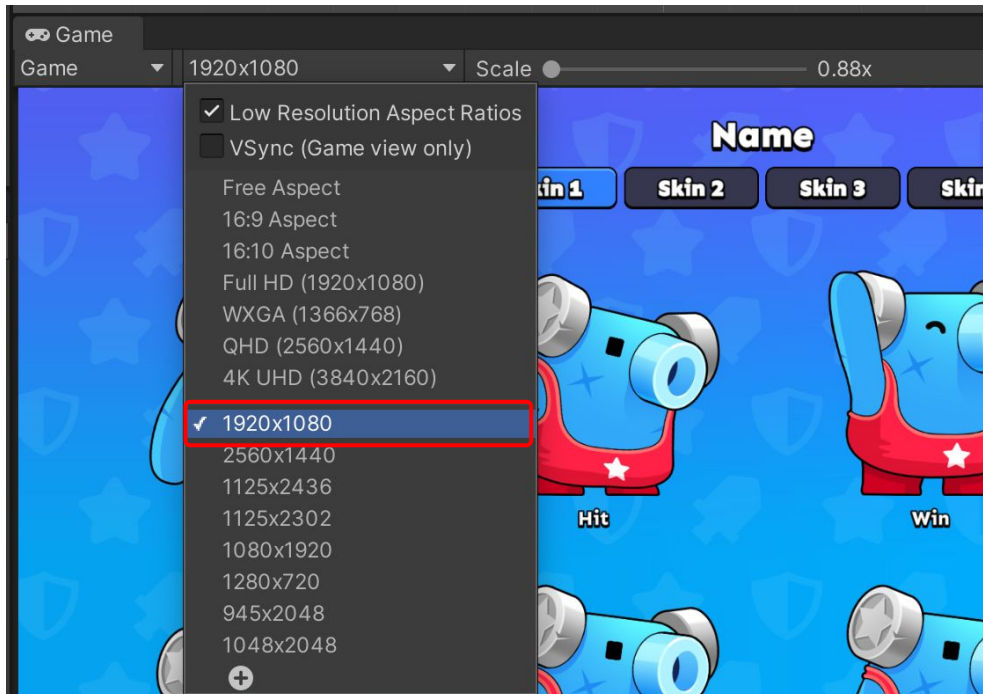 Game
Game 1920x1080 Scale 0.88x
Low Resolution Aspect Ratios
VSync (Game view only)
Free Aspect
16:9 Aspect
16:10 Aspect
Full HD (1920x1080)
WXGA (1366x768)
QHD (2560x1440)
4K UHD (3840x2160)
1920x1080
2560x1440
1125x2436
1125x2302
1080x1920
1280x720
945x2048
1048x2048
Name
1 Skin 2 Skin 3
Hit Win